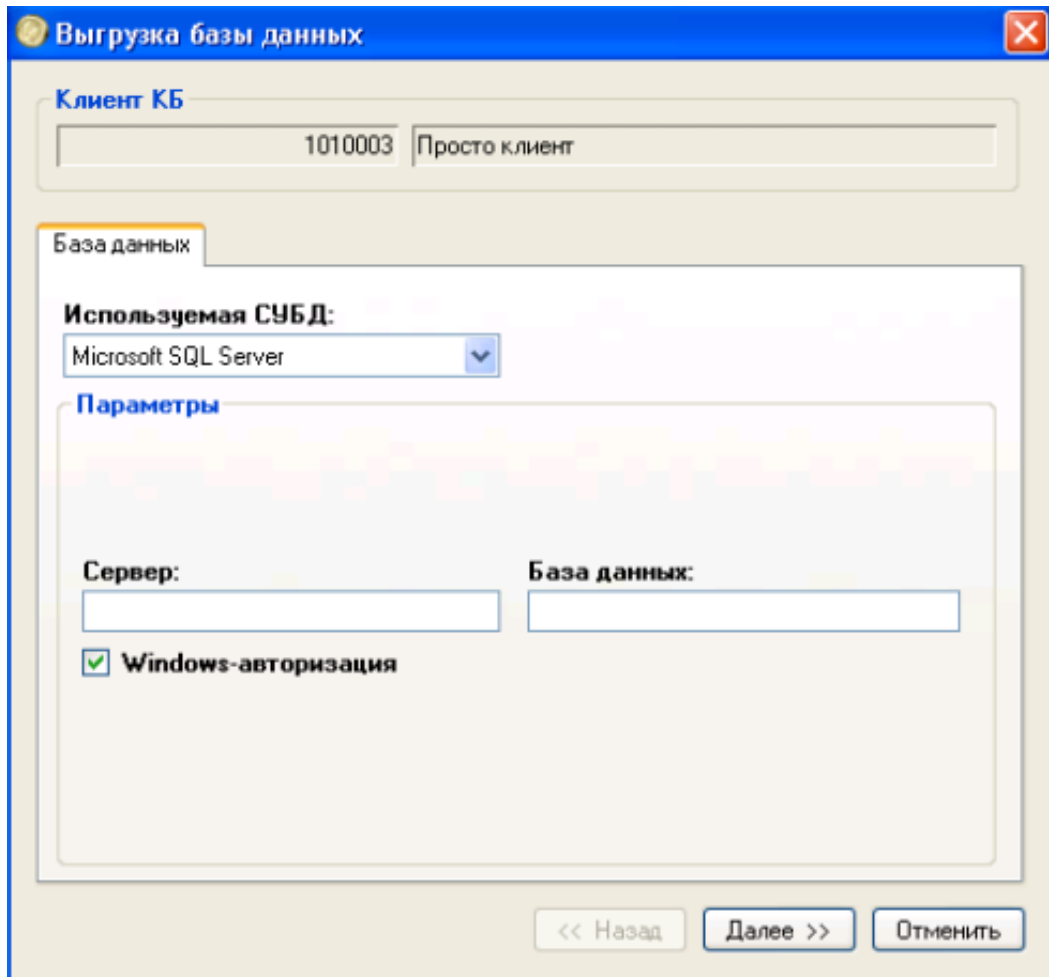 Выгрузка базы данных
Клиент КБ
1010003 Просто клиент
База данных
Используемая СУБД:
Microsoft SQL Server
Параметры
Сервер: База данных:
Windows-авторизация
<< Назад Далее >> Отменить